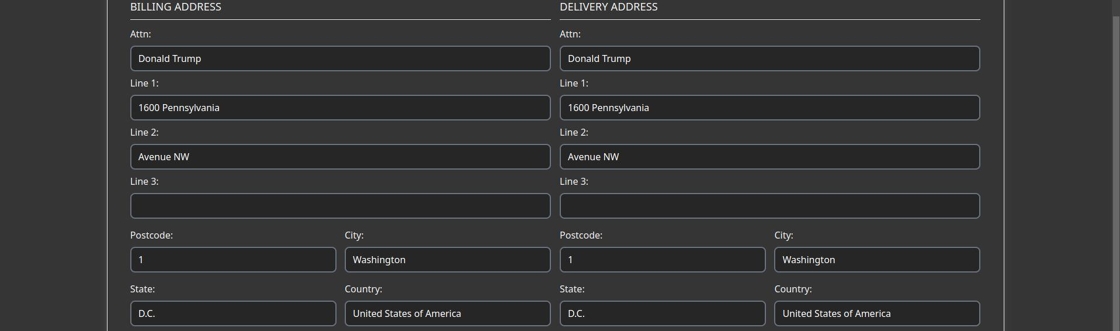 BILLING ADDRESS
Attn:
Donald Trump
Line 1:
1600 Pennsylvania
Line 2:
Avenue NW
Line 3:
Postcode:
City:
1
Washington
State:
Country:
D.C.
United States of America
DELIVERY ADDRESS
Attn:
Donald Trump
Line 1:
1600 Pennsylvania
Line 2:
Avenue NW
Line 3:
Postcode:
City:
1
Washington
State:
Country:
D.C.
United States of America